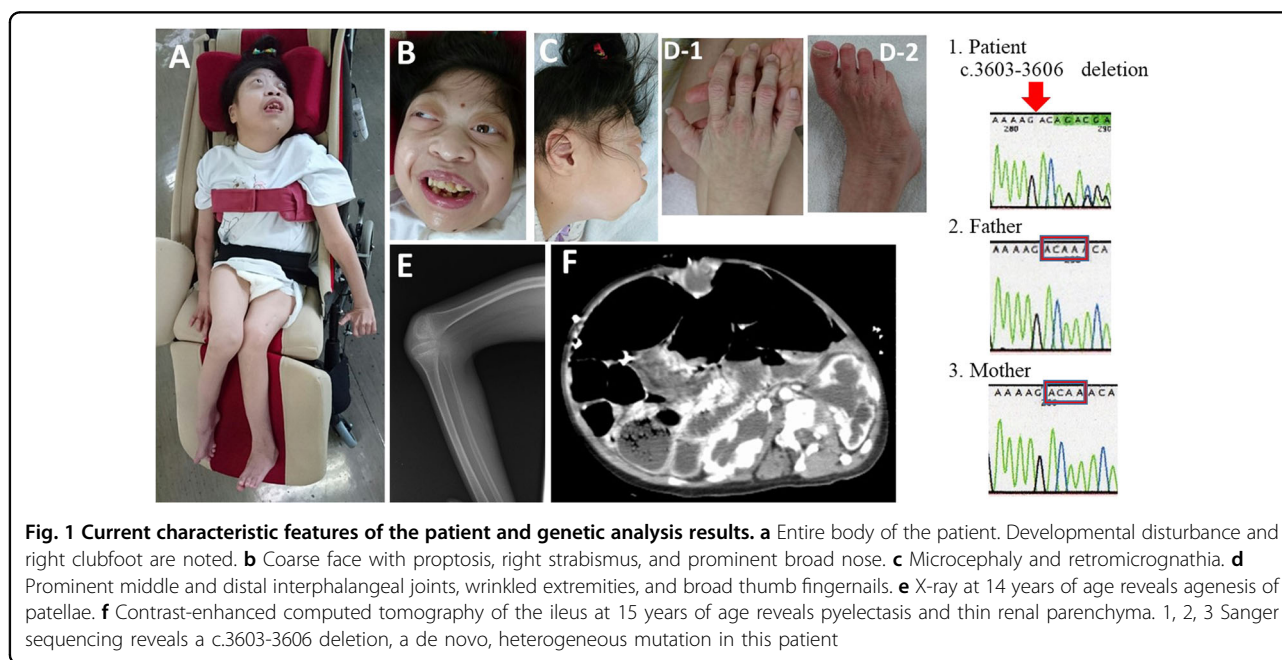 A
B
C
D-1
D-2
E
F
1. Patient
c.3603-3606 deletion
A A A A G A C A G A C G A
280 290
2. Father
A A A A G A C A A A C A
3. Mother
A A A A G A C A A A C A
Fig. 1 Current characteristic features of the patient and genetic analysis results. a Entire body of the patient. Developmental disturbance and
right clubfoot are noted. b Coarse face with proptosis, right strabismus, and prominent broad nose. c Microcephaly and retromicrognathia. d
Prominent middle and distal interphalangeal joints, wrinkled extremities, and broad thumb fingernails. e X-ray at 14 years of age reveals agenesis of
patellae. f Contrast-enhanced computed tomography of the ileus at 15 years of age reveals pyelectasis and thin renal parenchyma. 1, 2, 3 Sanger
sequencing reveals a c.3603-3606 deletion, a de novo, heterogeneous mutation in this patient